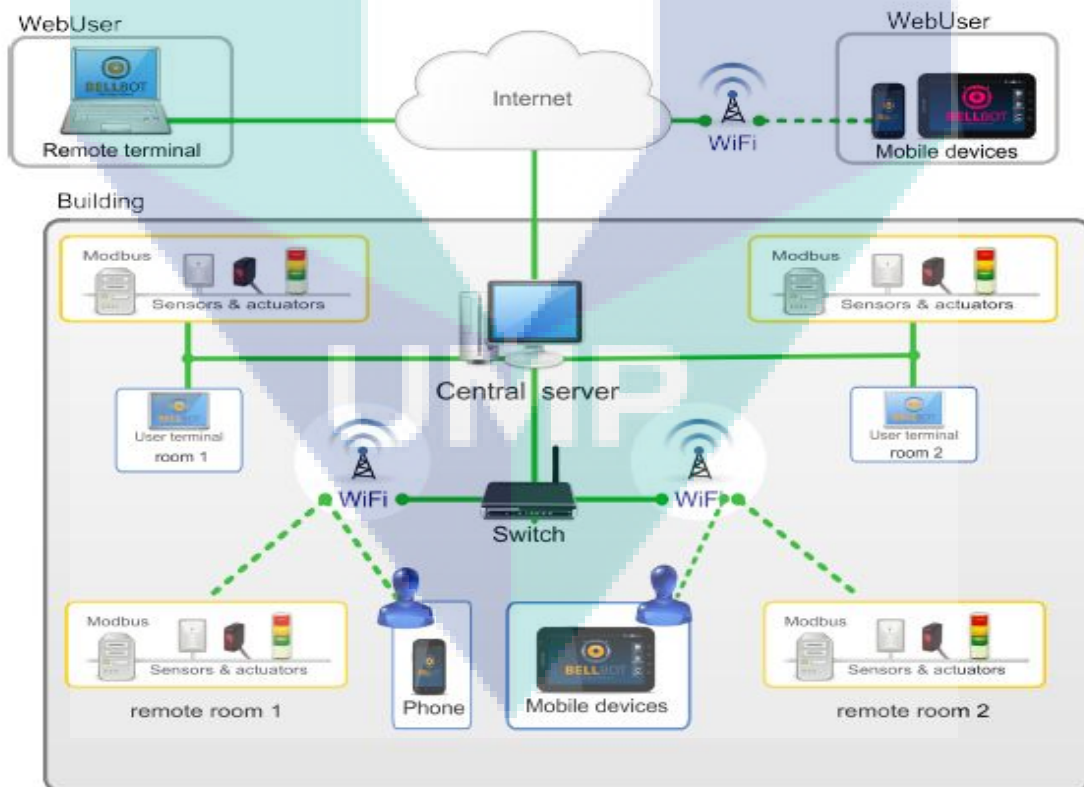 WebUser
WebUser
BELLBOT
Internet
BELLBOT
WiFi
Remote terminal
Mobile devices
Building
Modbus
Sensors & actuators
Modbus
Sensors & actuators
UMP
Central server
User terminal
room 1
User terminal
room 2
WiFi
WiFi
Switch
Modbus
Sensors & actuators
Modbus
Sensors & actuators
BELLBOT
Phone
Mobile devices
remote room 1
remote room 2